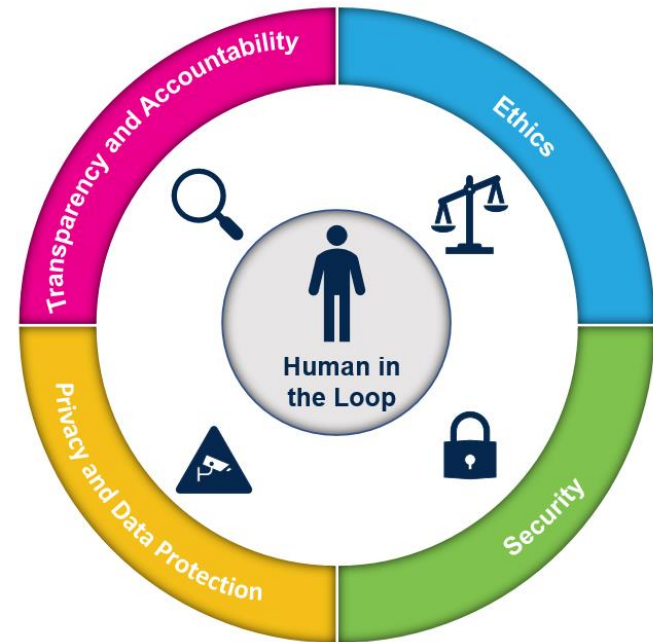 Transparency and Accountability
Ethics
Human in
the Loop
Privacy and Data Protection
Security